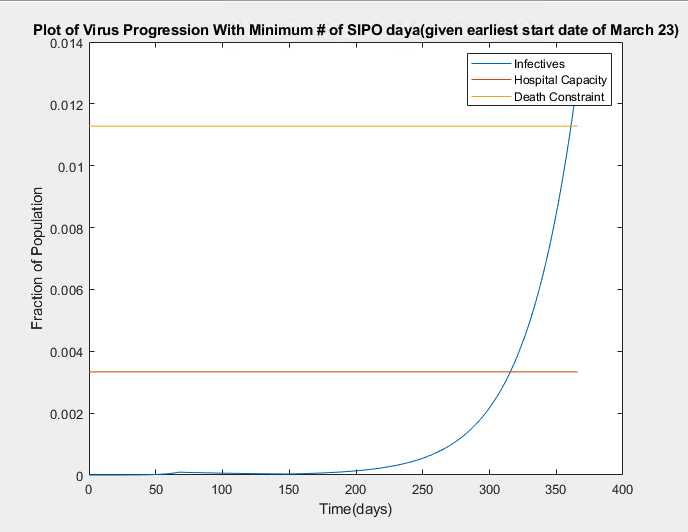 Plot of Virus Progression With Minimum # of SIPO daya(given earliest start date of March 23)
0.014
0.012
0.01
0.008
0.006
0.004
0.002
0
Fraction of Population
Infectives
Hospital Capacity
Death Constraint
0 50 100 150 200 250 300 350 400
Time(days)